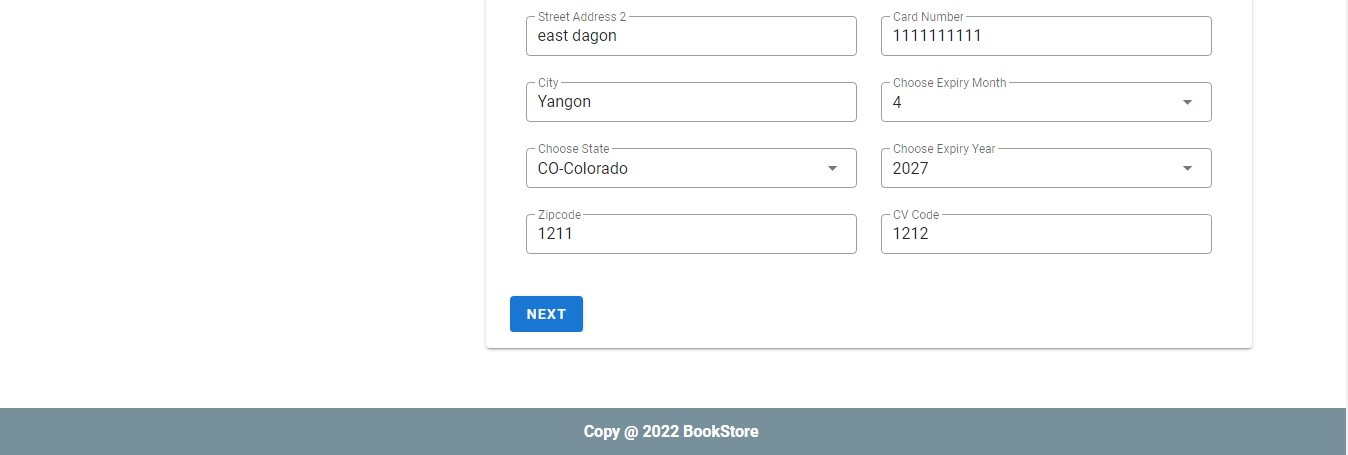 Street Address 2
east dagon
Card Number
1111111111
City
Yangon
Choose Expiry Month
4
Choose State
CO-Colorado
Choose Expiry Year
2027
Zipcode
1211
CV Code
1212
NEXT
Copy @ 2022 BookStore